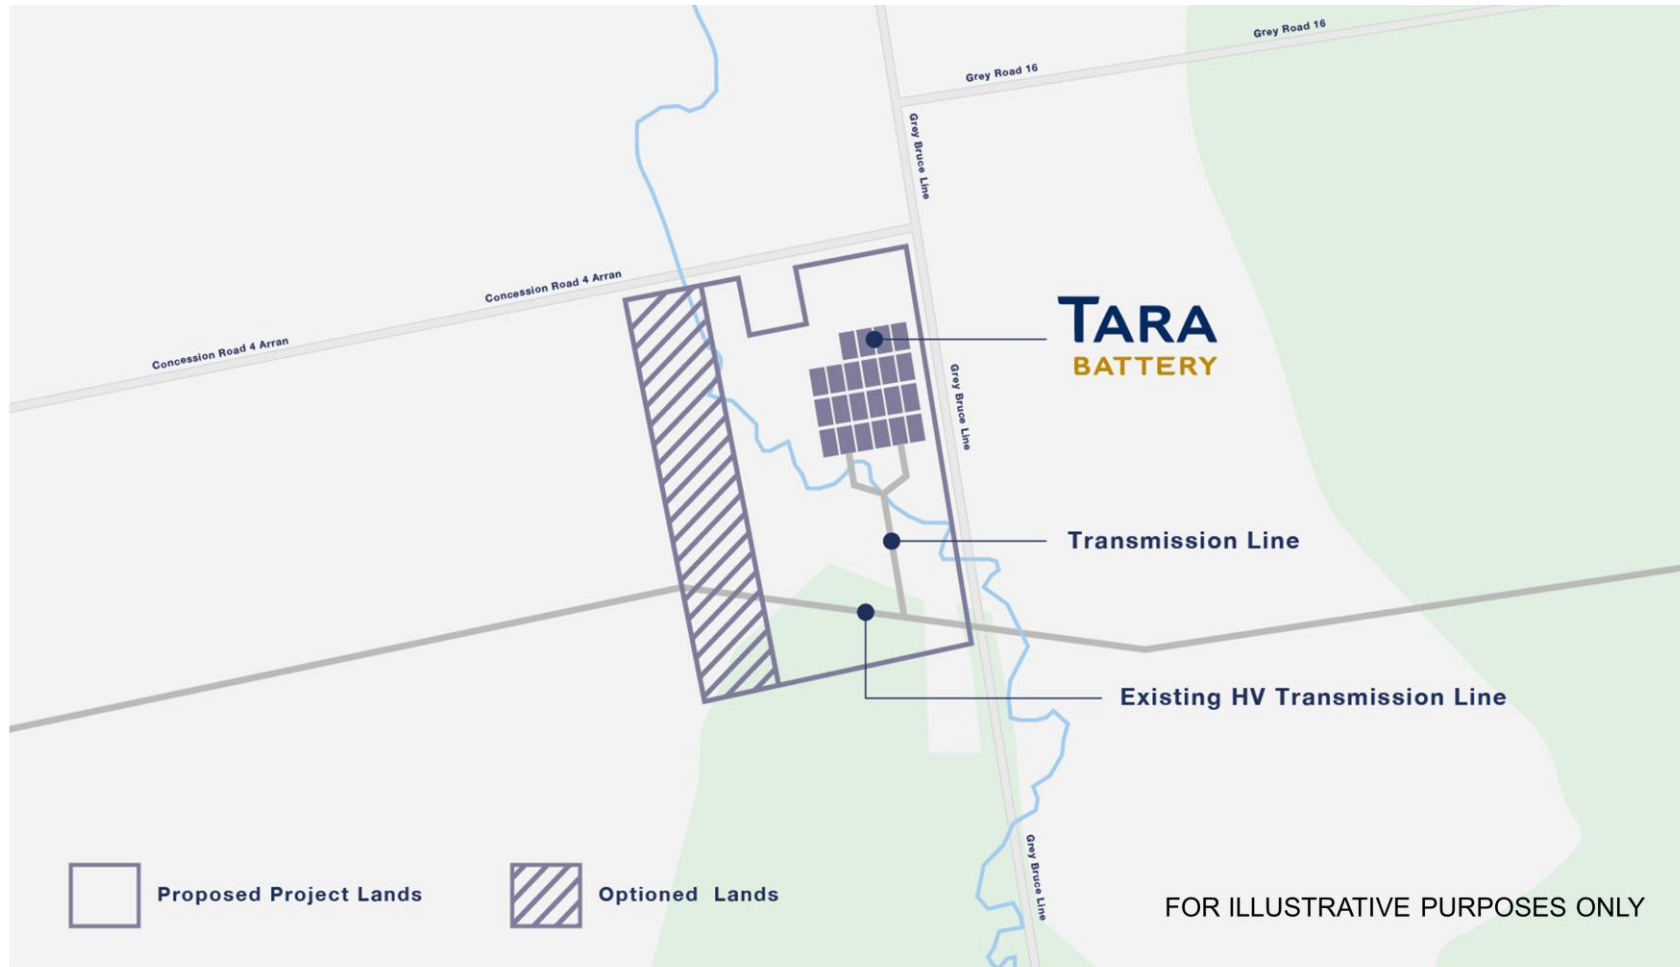 Grey Road 16
Grey Road 16
Grey Bruce Line
Concession Road 4 Arran
Concession Road 4 Arran
TARA
BATTERY
Grey Bruce Line
Transmission Line
Existing HV Transmission Line
Grey Bruce Line
Proposed Project Lands
Optioned Lands
FOR ILLUSTRATIVE PURPOSES ONLY